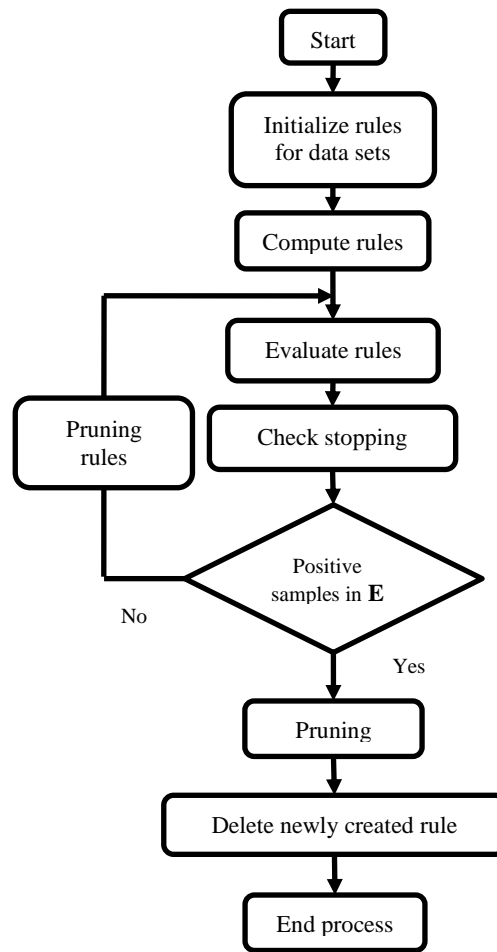 Start
Initialize rules
for data sets
Compute rules
Evaluate rules
Pruning
rules
Check stopping
Positive
samples in E
No
Yes
Pruning
Delete newly created rule
End process